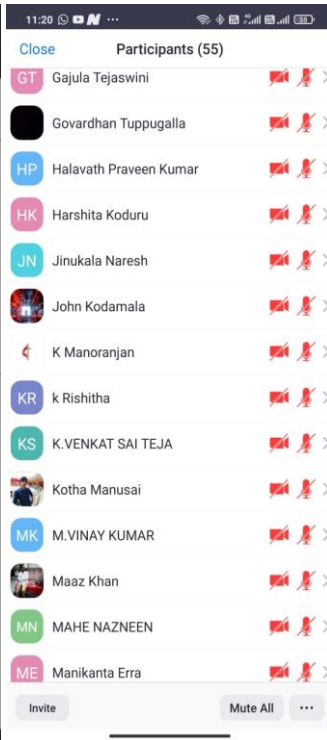 11:20
Close Participants (55)
GT Gajula Tejaswini
Govardhan Tuppugalla
HP Halavath Praveen Kumar
HK Harshita Koduru
JN Jinukala Naresh
John Kodamala
K Manoranjan
KR k Rishitha
KS K.VENKAT SAI TEJA
Kotha Manusai
MK M.VINAY KUMAR
Maaz Khan
MN MAHE NAZNEEN
ME Manikanta Erra
Invite Mute All